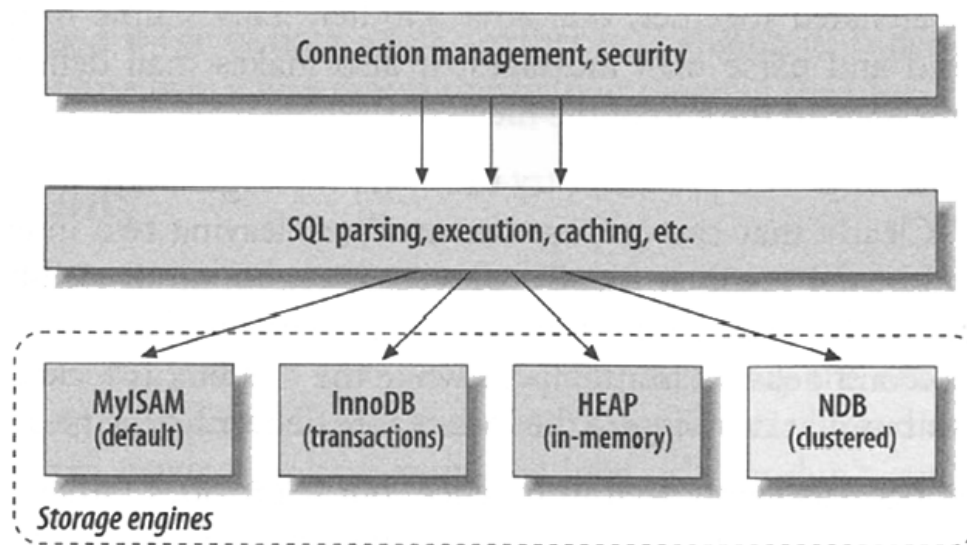 Connection management, security
SQL parsing, execution, caching, etc.
MyISAM
(default)
InnoDB
(transactions)
HEAP
(in-memory)
NDB
(clustered)
Storage engines